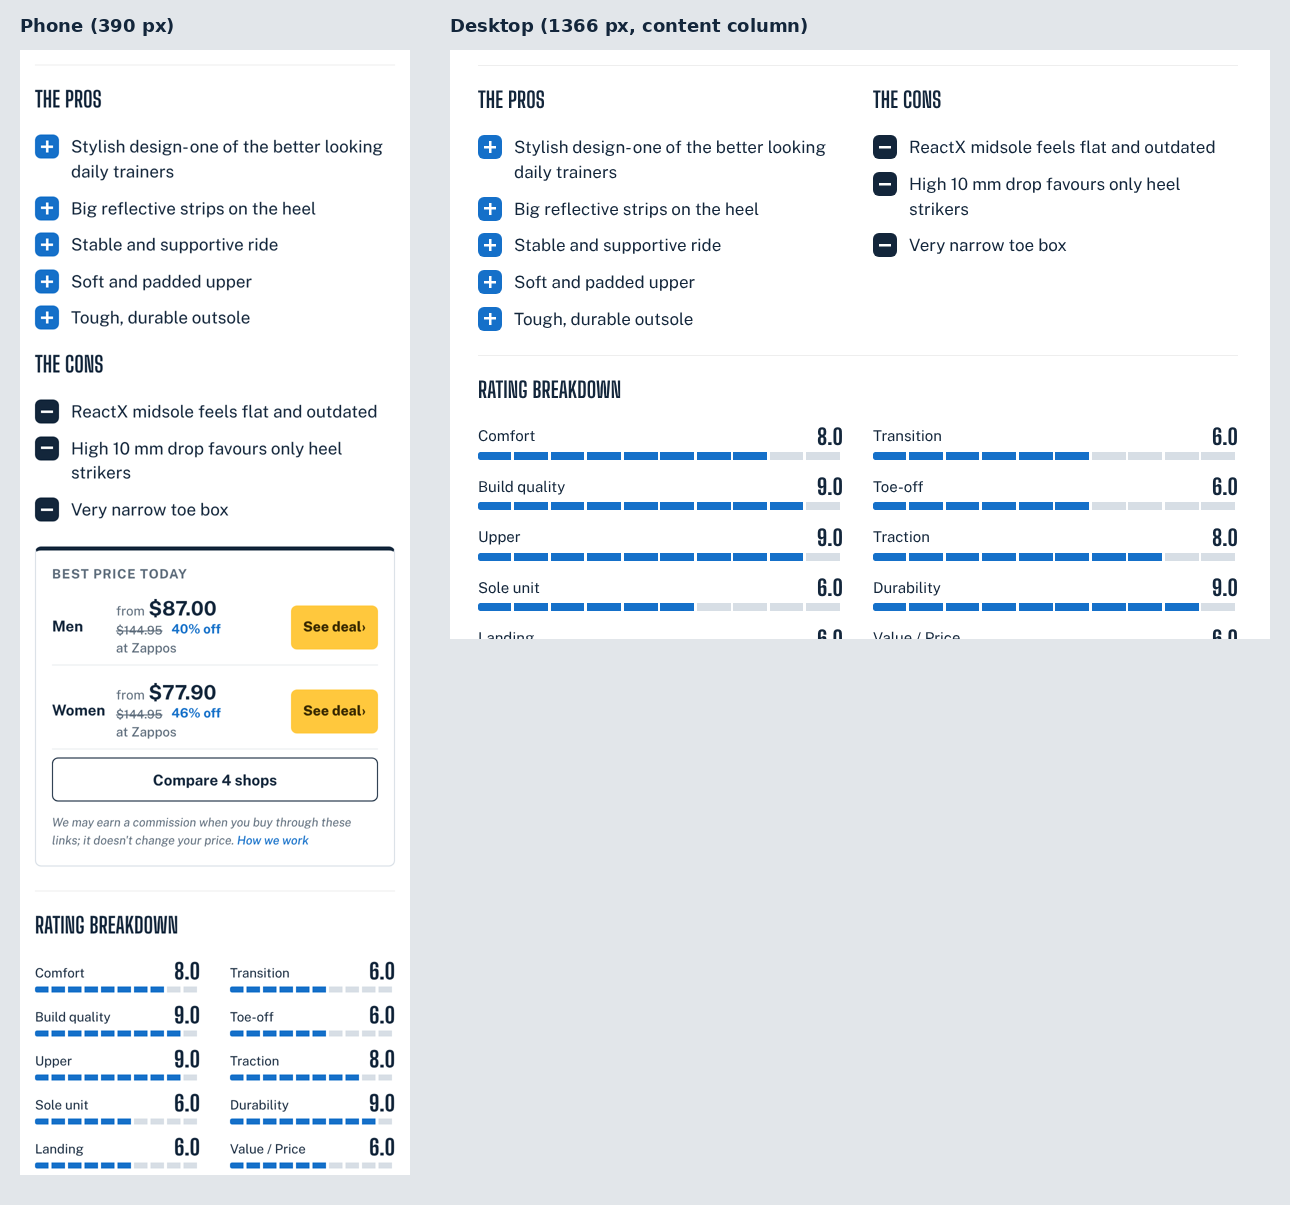 Phone (390 px)
THE PROS
Stylish design-one of the better looking
daily trainers
Big reflective strips on the heel
Stable and supportive ride
Soft and padded upper
Tough, durable outsole
THE CONS
ReactX midsole feels flat and outdated
High 10 mm drop favours only heel
strikers
Very narrow toe box
BEST PRICE TODAY
Men
from $87.00
$144.95 40% off
at Zappos
See deal›
Women
from $77.90
$144.95 46% off
at Zappos
See deal›
Compare 4 shops
We may earn a commission when you buy through these
links; it doesn't change your price. How we work
RATING BREAKDOWN
Comfort 8.0 Transition 6.0
Build quality 9.0 Toe-off 6.0
Upper 9.0 Traction 8.0
Sole unit 6.0 Durability 9.0
Landing 6.0 Value / Price 6.0
Desktop (1366 px, content column)
THE PROS
Stylish design-one of the better looking
daily trainers
Big reflective strips on the heel
Stable and supportive ride
Soft and padded upper
Tough, durable outsole
THE CONS
ReactX midsole feels flat and outdated
High 10 mm drop favours only heel
strikers
Very narrow toe box
RATING BREAKDOWN
Comfort 8.0 Transition 6.0
Build quality 9.0 Toe-off 6.0
Upper 9.0 Traction 8.0
Sole unit 6.0 Durability 9.0
Landing 6.0 Value / Price 6.0